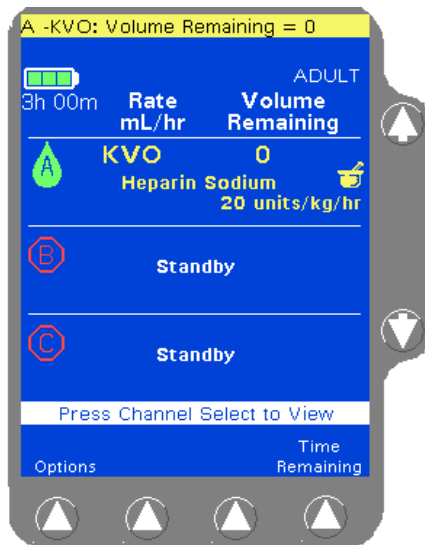 A -KVO: Volume Remaining = 0
ADULT
3h 00m Rate Volume
mL/hr Remaining
A KVO 0
Heparin Sodium
20 units/kg/hr
B Standby
C Standby
Press Channel Select to View
Time
Options Remaining